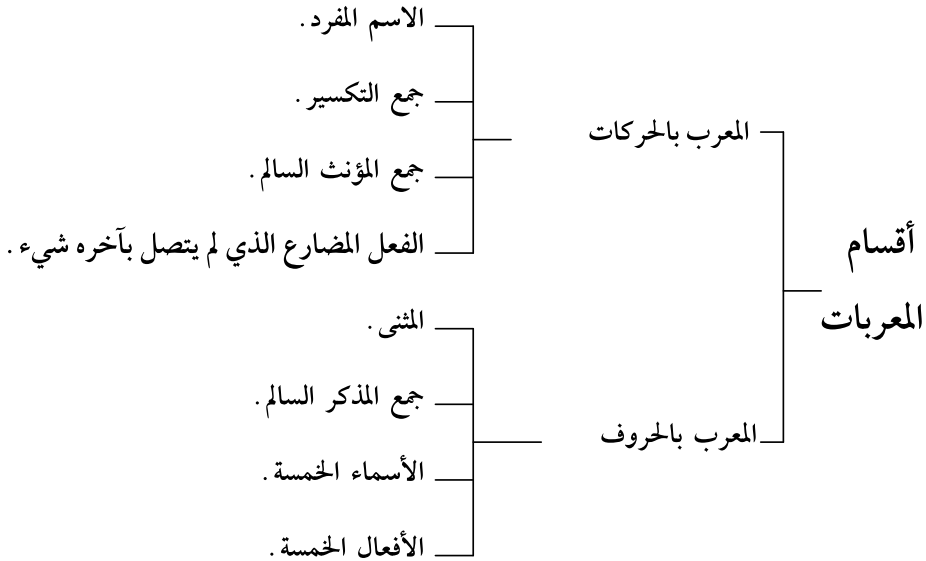 أقسام
المعربات
المعرب بالحركات
الاسم المفرد .
جمع التكسير .
جمع المؤنث السالم .
الفعل المضارع الذي لم يتصل بآخره شيء .
المعرب بالحروف
المثنى .
جمع المذكر السالم .
الأسماء الخمسة .
الأفعال الخمسة .